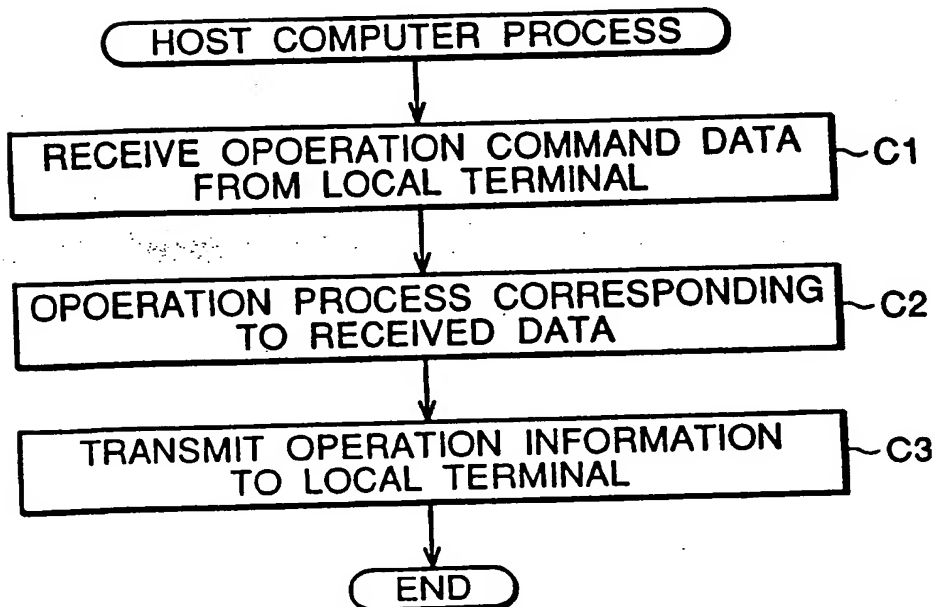 HOST COMPUTER PROCESS
RECEIVE OPOERATION COMMAND DATA
FROM LOCAL TERMINAL
C1
OPOERATION PROCESS CORRESPONDING
TO RECEIVED DATA
C2
TRANSMIT OPERATION INFORMATION
TO LOCAL TERMINAL
C3
END